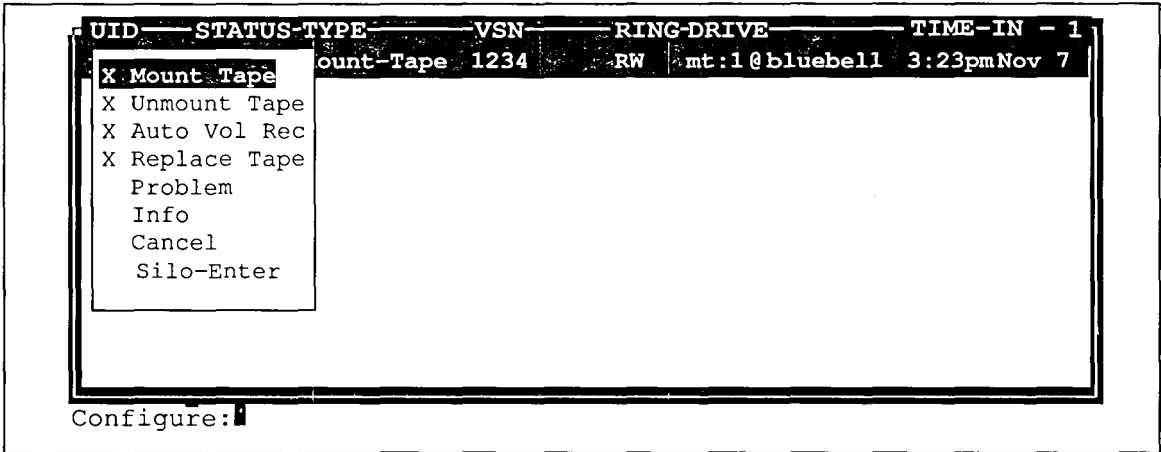 UID STATUS-TYPE VSN RING-DRIVE TIME-IN - 1
ount-Tape 1234 RW mt:1@bluebell 3:23pmNov 7
X Mount Tape
X Unmount Tape
X Auto Vol Rec
X Replace Tape
Problem
Info
Cancel
Silo-Enter
Configure: